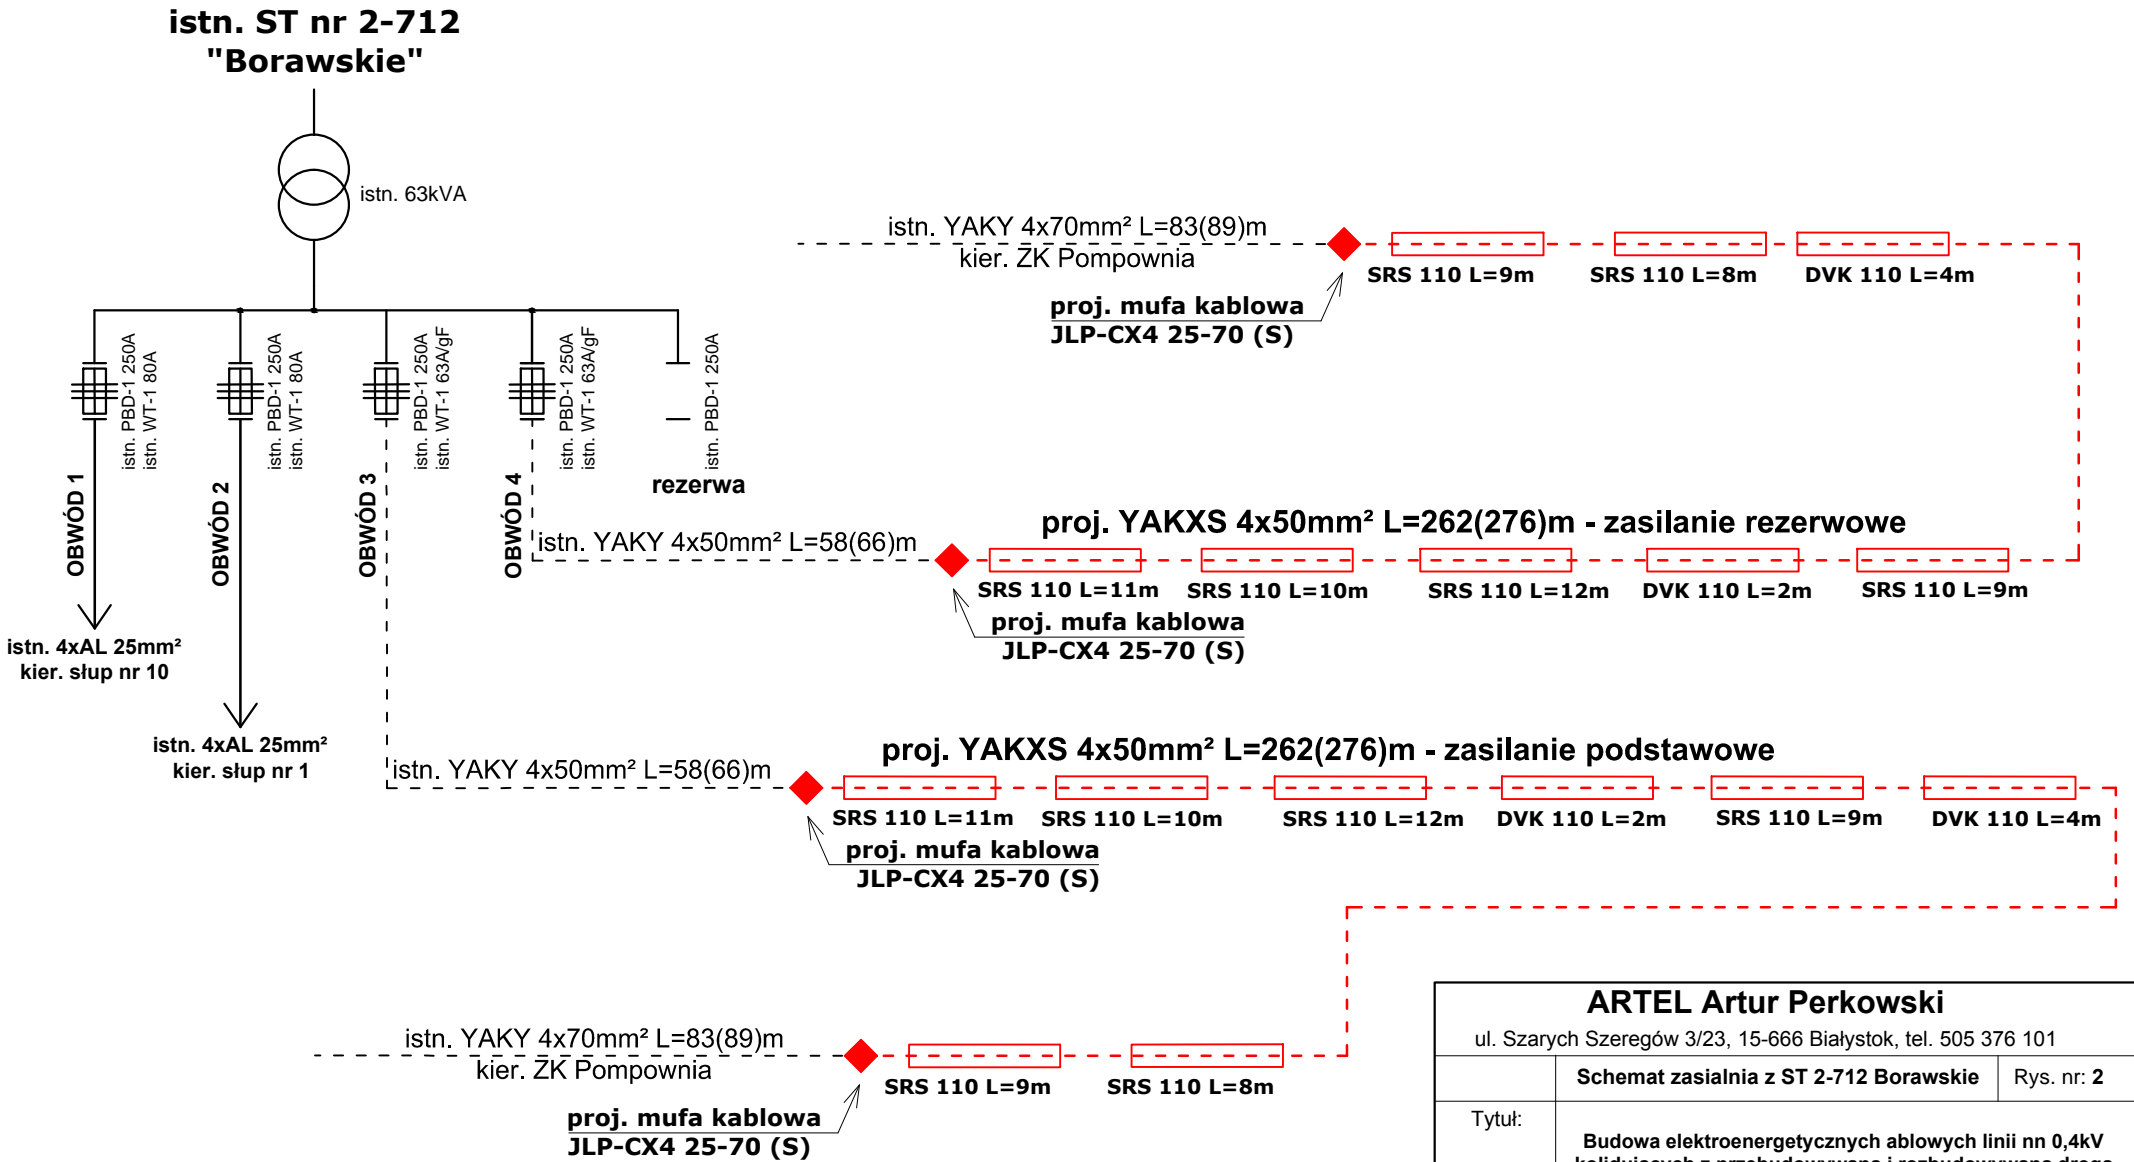 istn. ST nr 2-712
"Borawskie"
istn. 63kVA
istn. PBD-1 250A
istn. WT-1 80A
istn. PBD-1 250A
istn. WT-1 80A
istn. PBD-1 250A
istn. WT-1 63A/gF
istn. PBD-1 250A
istn. WT-1 63A/gF
istn. PBD-1 250A
rezerwa
OBWÓD 1
OBWÓD 2
OBWÓD 3
OBWÓD 4
istn. 4xAL 25mm²
kier. słup nr 10
istn. 4xAL 25mm²
kier. słup nr 1
istn. YAKY 4x70mm² L=83(89)m
kier. ZK Pompownia
SRS 110 L=9m
SRS 110 L=8m
DVK 110 L=4m
proj. mufa kablowa
JLP-CX4 25-70 (S)
proj. YAKXS 4x50mm² L=262(276)m - zasilanie rezerwowe
istn. YAKY 4x50mm² L=58(66)m
SRS 110 L=11m
SRS 110 L=10m
SRS 110 L=12m
DVK 110 L=2m
SRS 110 L=9m
proj. mufa kablowa
JLP-CX4 25-70 (S)
proj. YAKXS 4x50mm² L=262(276)m - zasilanie podstawowe
istn. YAKY 4x50mm² L=58(66)m
SRS 110 L=11m
SRS 110 L=10m
SRS 110 L=12m
DVK 110 L=2m
SRS 110 L=9m
DVK 110 L=4m
proj. mufa kablowa
JLP-CX4 25-70 (S)
istn. YAKY 4x70mm² L=83(89)m
kier. ZK Pompownia
SRS 110 L=9m
SRS 110 L=8m
proj. mufa kablowa
JLP-CX4 25-70 (S)
ARTEL Artur Perkowski
ul. Szarych Szeregów 3/23, 15-666 Białystok, tel. 505 376 101
Schemat zasialnia z ST 2-712 Borawskie
Rys. nr: 2
Tytuł:
Budowa elektroenergetycznych ablowych linii nn 0,4kV
kolidujących z przebudowywaną i rozbudowywaną drogą